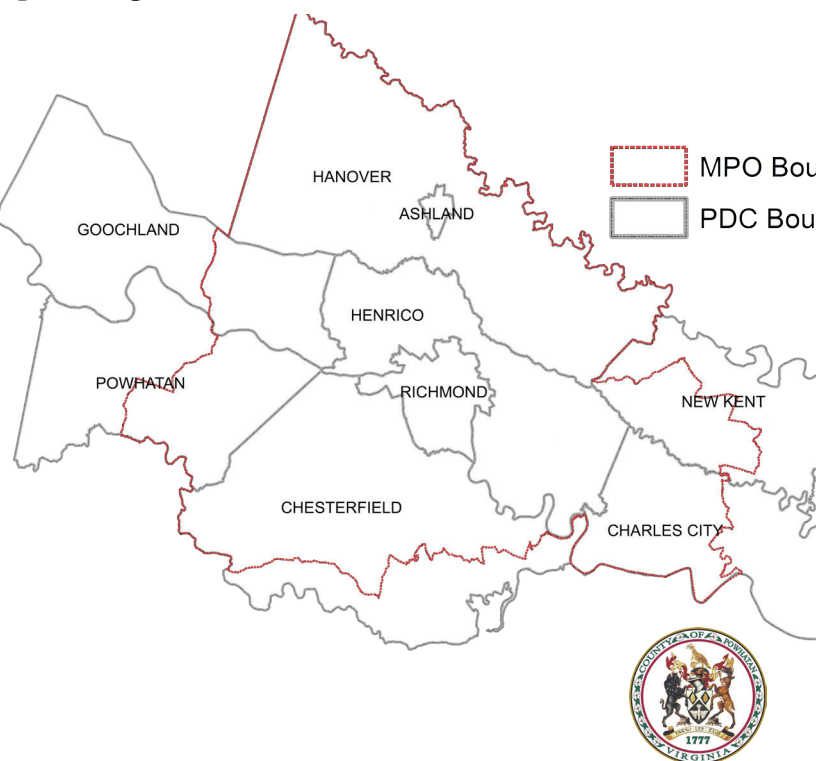 HANOVER
MPO Bou
ASHLAND
PDC Bou
GOOCHLAND
HENRICO
POWHATAN
RICHMOND
NEW KENT
CHESTERFIELD
CHARLES CITY
COUNTY OF POWHATAN
1777
VIRGINIA